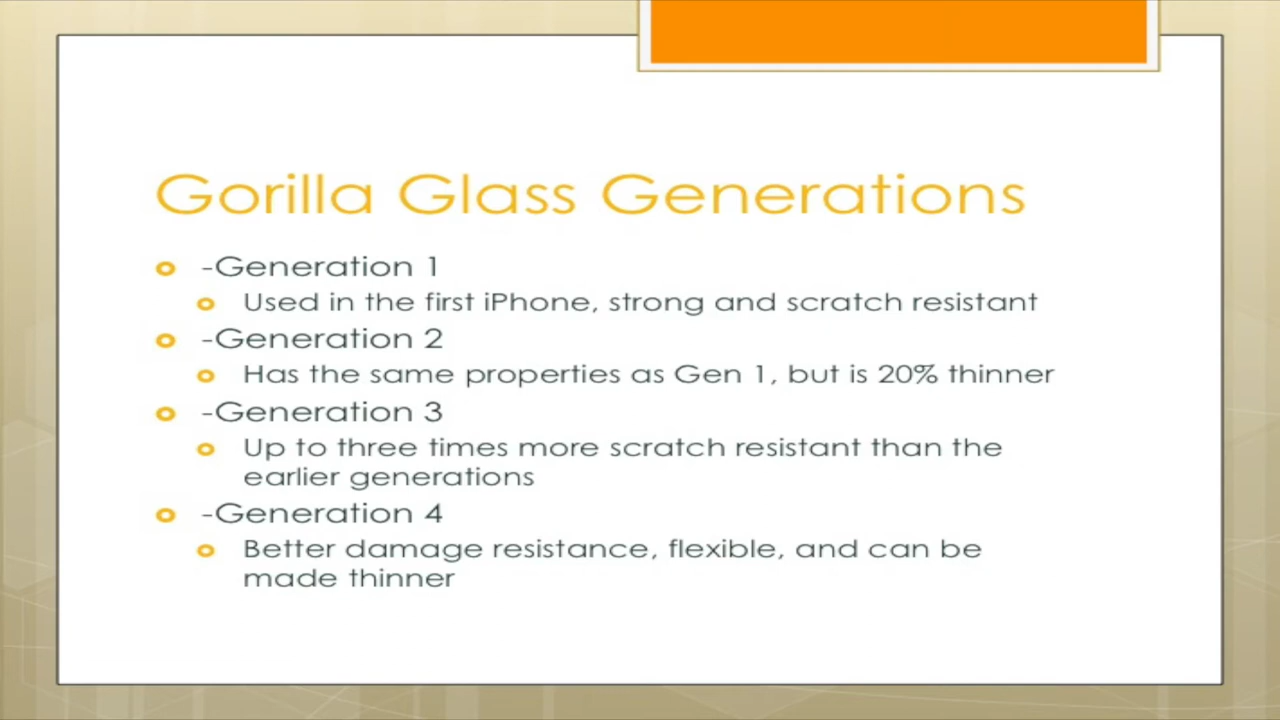 Gorilla Glass Generations
-Generation 1
Used in the first iPhone, strong and scratch resistant
-Generation 2
Has the same properties as Gen 1, but is 20% thinner
-Generation 3
Up to three times more scratch resistant than the
earlier generations
-Generation 4
Better damage resistance, flexible, and can be
made thinner